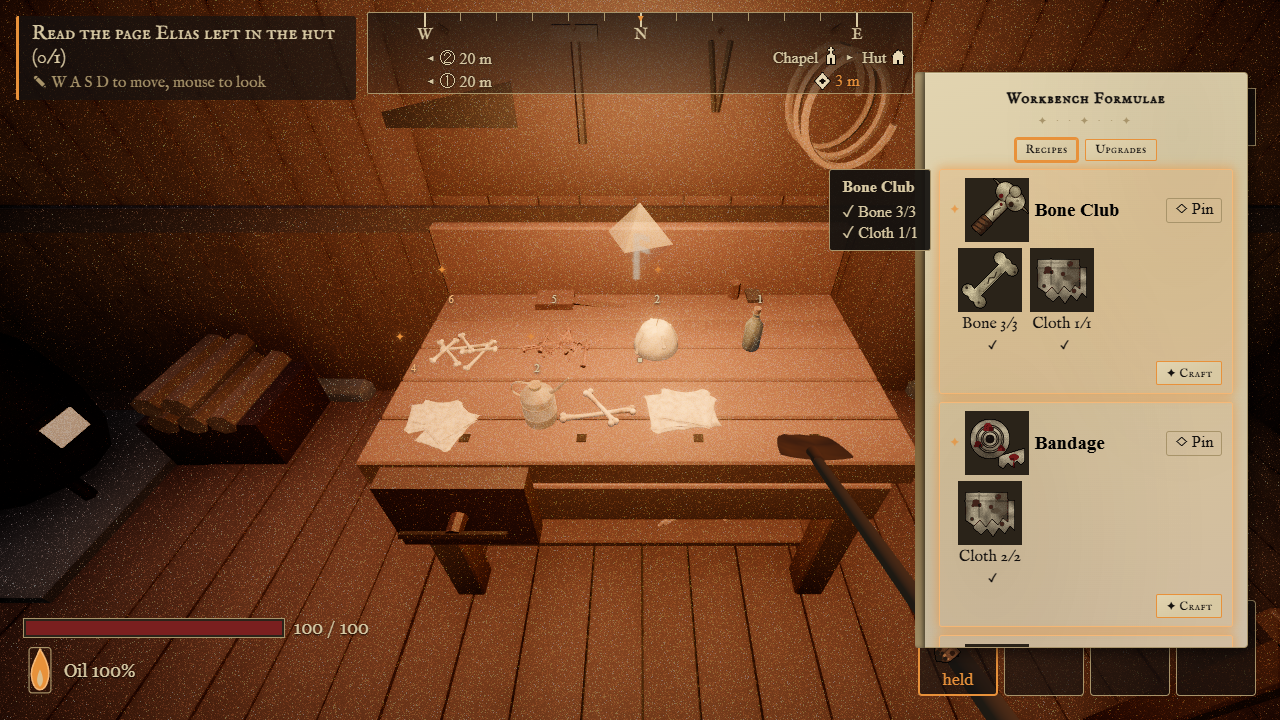 Read the page Elias left in the hut
(0/1)
W A S D to move, mouse to look
W N E
② 20 m
① 20 m
Chapel Hut
3 m
Workbench Formulae
Recipes Upgrades
Bone Club
✓ Bone 3/3
✓ Cloth 1/1
Bone Club
◇ Pin
Bone 3/3 Cloth 1/1
✓ ✓
✦ Craft
Bandage
◇ Pin
Cloth 2/2
✓
✦ Craft
6 5 2 1
4 2
100 / 100
Oil 100%
held